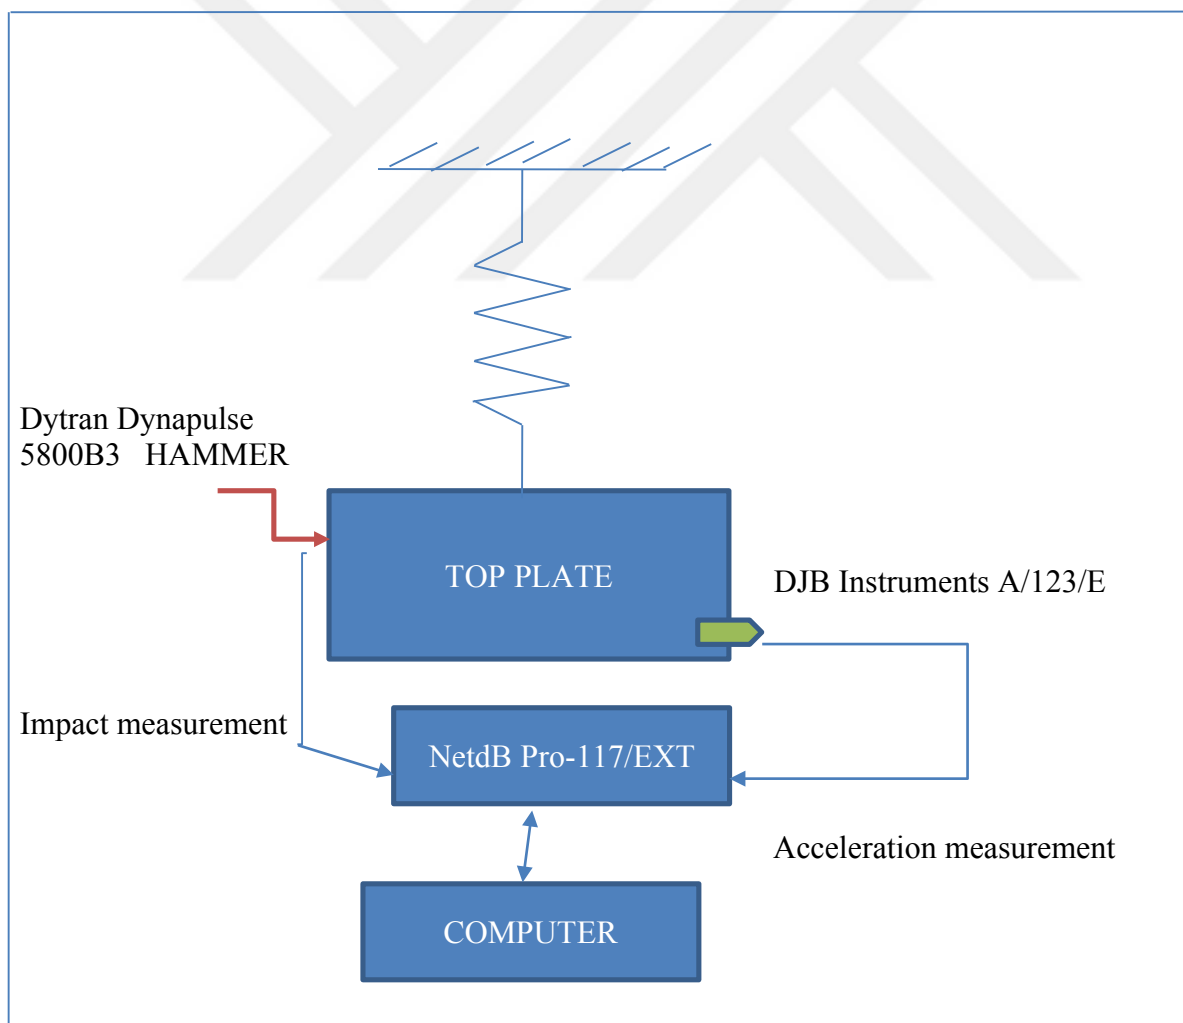 Dytran Dynapulse
5800B3 HAMMER
TOP PLATE
DJB Instruments A/123/E
Impact measurement
NetdB Pro-117/EXT
Acceleration measurement
COMPUTER